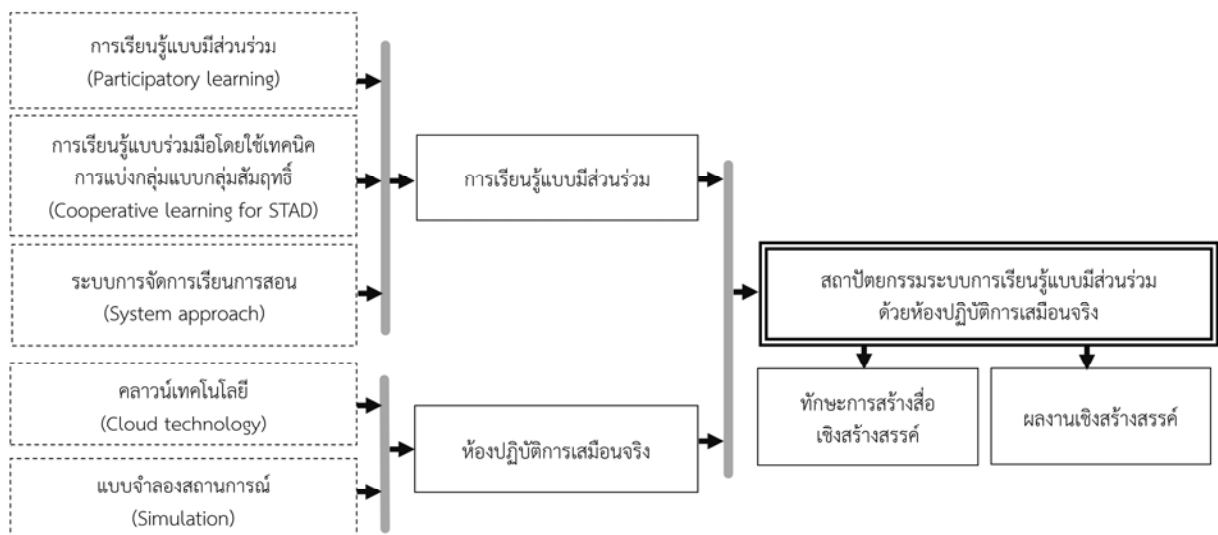 การเรียนรู้แบบมีส่วนร่วม
(Participatory learning)
การเรียนรู้แบบร่วมมือโดยใช้เทคนิค
การแบ่งกลุ่มแบบกลุ่มสัมฤทธิ์
(Cooperative learning for STAD)
ระบบการจัดการเรียนการสอน
(System approach)
คลาวน์เทคโนโลยี
(Cloud technology)
แบบจำลองสถานการณ์
(Simulation)
การเรียนรู้แบบมีส่วนร่วม
ห้องปฏิบัติการเสมือนจริง
สถาปัตยกรรมระบบการเรียนรู้แบบมีส่วนร่วม
ด้วยห้องปฏิบัติการเสมือนจริง
ทักษะการสร้างสื่อ
เชิงสร้างสรรค์
ผลงานเชิงสร้างสรรค์